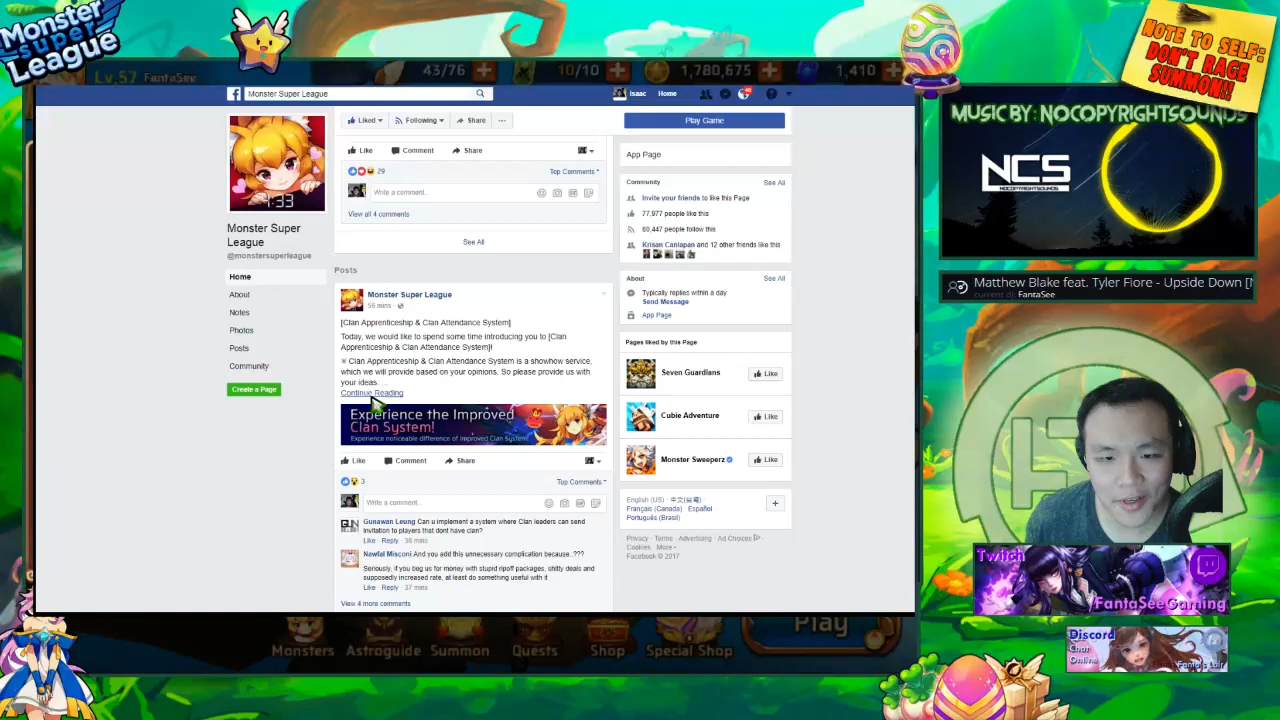 Monster
Super
League
Lv.57 FantaSee
43/76
10/10
1,780,675
1,410
NOTE TO SELF:
DON'T RAGE
SUMMON!!
Monster Super League
Isaac
Home
Liked
Following
Share
...
Play Game
1:33
Monster Super
League
@monstersuperleague
Home
About
Notes
Photos
Posts
Community
Create a Page
Like
Comment
Share
29
Top Comments
Write a comment...
View all 4 comments
See All
Posts
Monster Super League
56 mins
[Clan Apprenticeship & Clan Attendance System]
Today, we would like to spend some time introducing you to [Clan
Apprenticeship & Clan Attendance System]!
※ Clan Apprenticeship & Clan Attendance System is a showhow service,
which we will provide based on your opinions. So please provide us with
your ideas. ...
Continue Reading
Experience the Improved
Clan System!
Experience noticeable difference of Improved Clan System!
Like
Comment
Share
3
Top Comments
Write a comment...
Gunawan Leung Can u implement a system where Clan leaders can send
invitation to players that dont have clan?
Like · Reply · 38 mins
Nawfal Misconi And you add this unnecessary complication because..???
Seriously, if you beg us for money with stupid ripoff packages, shitty deals and
supposedly increased rate, at least do something useful with it
Like · Reply · 37 mins
View 4 more comments
App Page
Community
See All
Invite your friends to like this Page
77,977 people like this
80,447 people follow this
Krisan Canlapan and 12 other friends like this
About
See All
Typically replies within a day
Send Message
App Page
Pages liked by this Page
Seven Guardians
Like
Cubie Adventure
Like
Monster Sweeperz
Like
English (US) ·
Français (Canada) · Español ·
Português (Brasil)
+
Privacy · Terms · Advertising · Ad Choices
Cookies · More
Facebook © 2017
MUSIC BY: NOCOPYRIGHTSOUNDS
NCS
NOCOPYRIGHTSOUNDS
Matthew Blake feat. Tyler Fiore - Upside Down [N
current dj: FantaSee
Twitch
/FantaSeeGaming
Discord
Chat
Online
Fanta's Lair
Monsters
Astroguide
Summon
Quests
Shop
Special Shop
Play